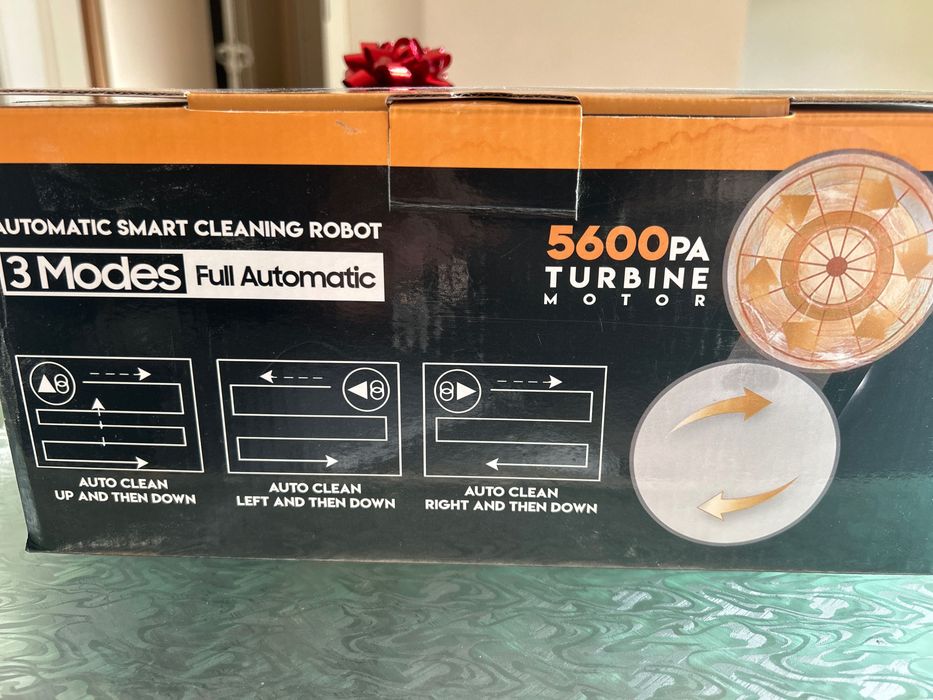 AUTOMATIC SMART CLEANING ROBOT
3 Modes Full Automatic
5600PA
TURBINE
MOTOR
AUTO CLEAN
UP AND THEN DOWN
AUTO CLEAN
LEFT AND THEN DOWN
AUTO CLEAN
RIGHT AND THEN DOWN